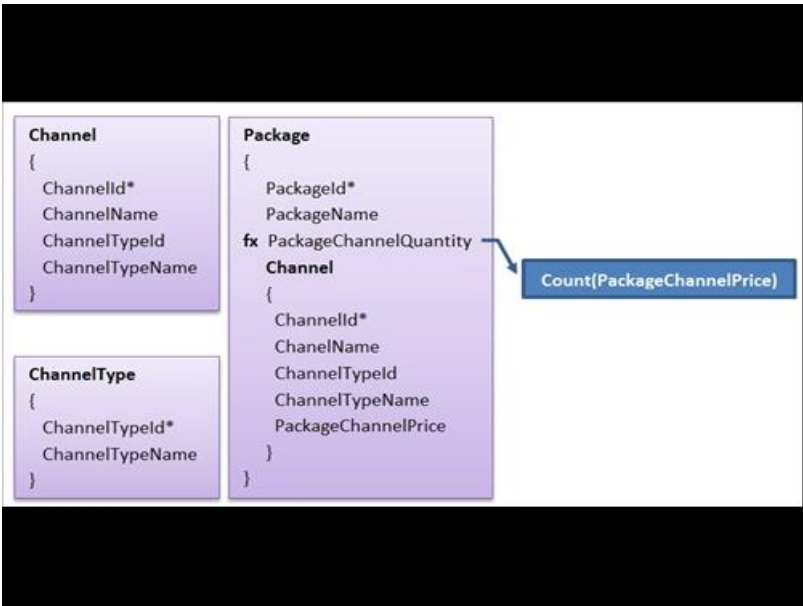 Channel
{
ChannelId*
ChannelName
ChannelTypeId
ChannelTypeName
}
ChannelType
{
ChannelTypeId*
ChannelTypeName
}
Package
{
PackageId*
PackageName
fx PackageChannelQuantity
Channel
{
ChannelId*
ChanelName
ChannelTypeId
ChannelTypeName
PackageChannelPrice
}
}
Count(PackageChannelPrice)